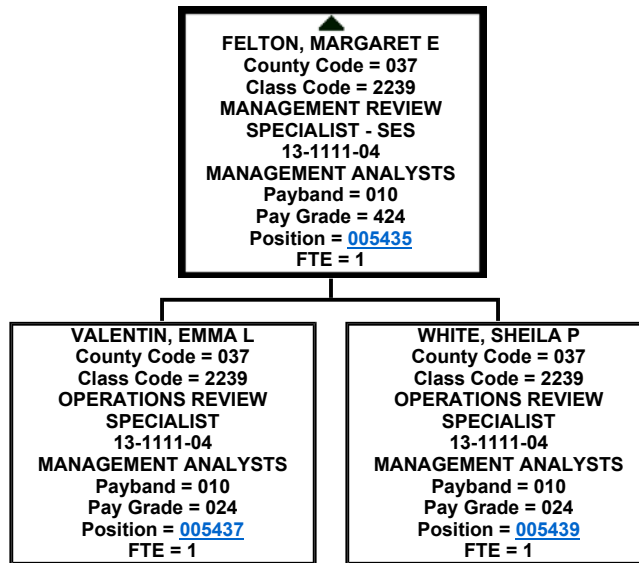 FELTON, MARGARET E
County Code = 037
Class Code = 2239
MANAGEMENT REVIEW
SPECIALIST - SES
13-1111-04
MANAGEMENT ANALYSTS
Payband = 010
Pay Grade = 424
Position = 005435
FTE = 1
VALENTIN, EMMA L
County Code = 037
Class Code = 2239
OPERATIONS REVIEW
SPECIALIST
13-1111-04
MANAGEMENT ANALYSTS
Payband = 010
Pay Grade = 024
Position = 005437
FTE = 1
WHITE, SHEILA P
County Code = 037
Class Code = 2239
OPERATIONS REVIEW
SPECIALIST
13-1111-04
MANAGEMENT ANALYSTS
Payband = 010
Pay Grade = 024
Position = 005439
FTE = 1